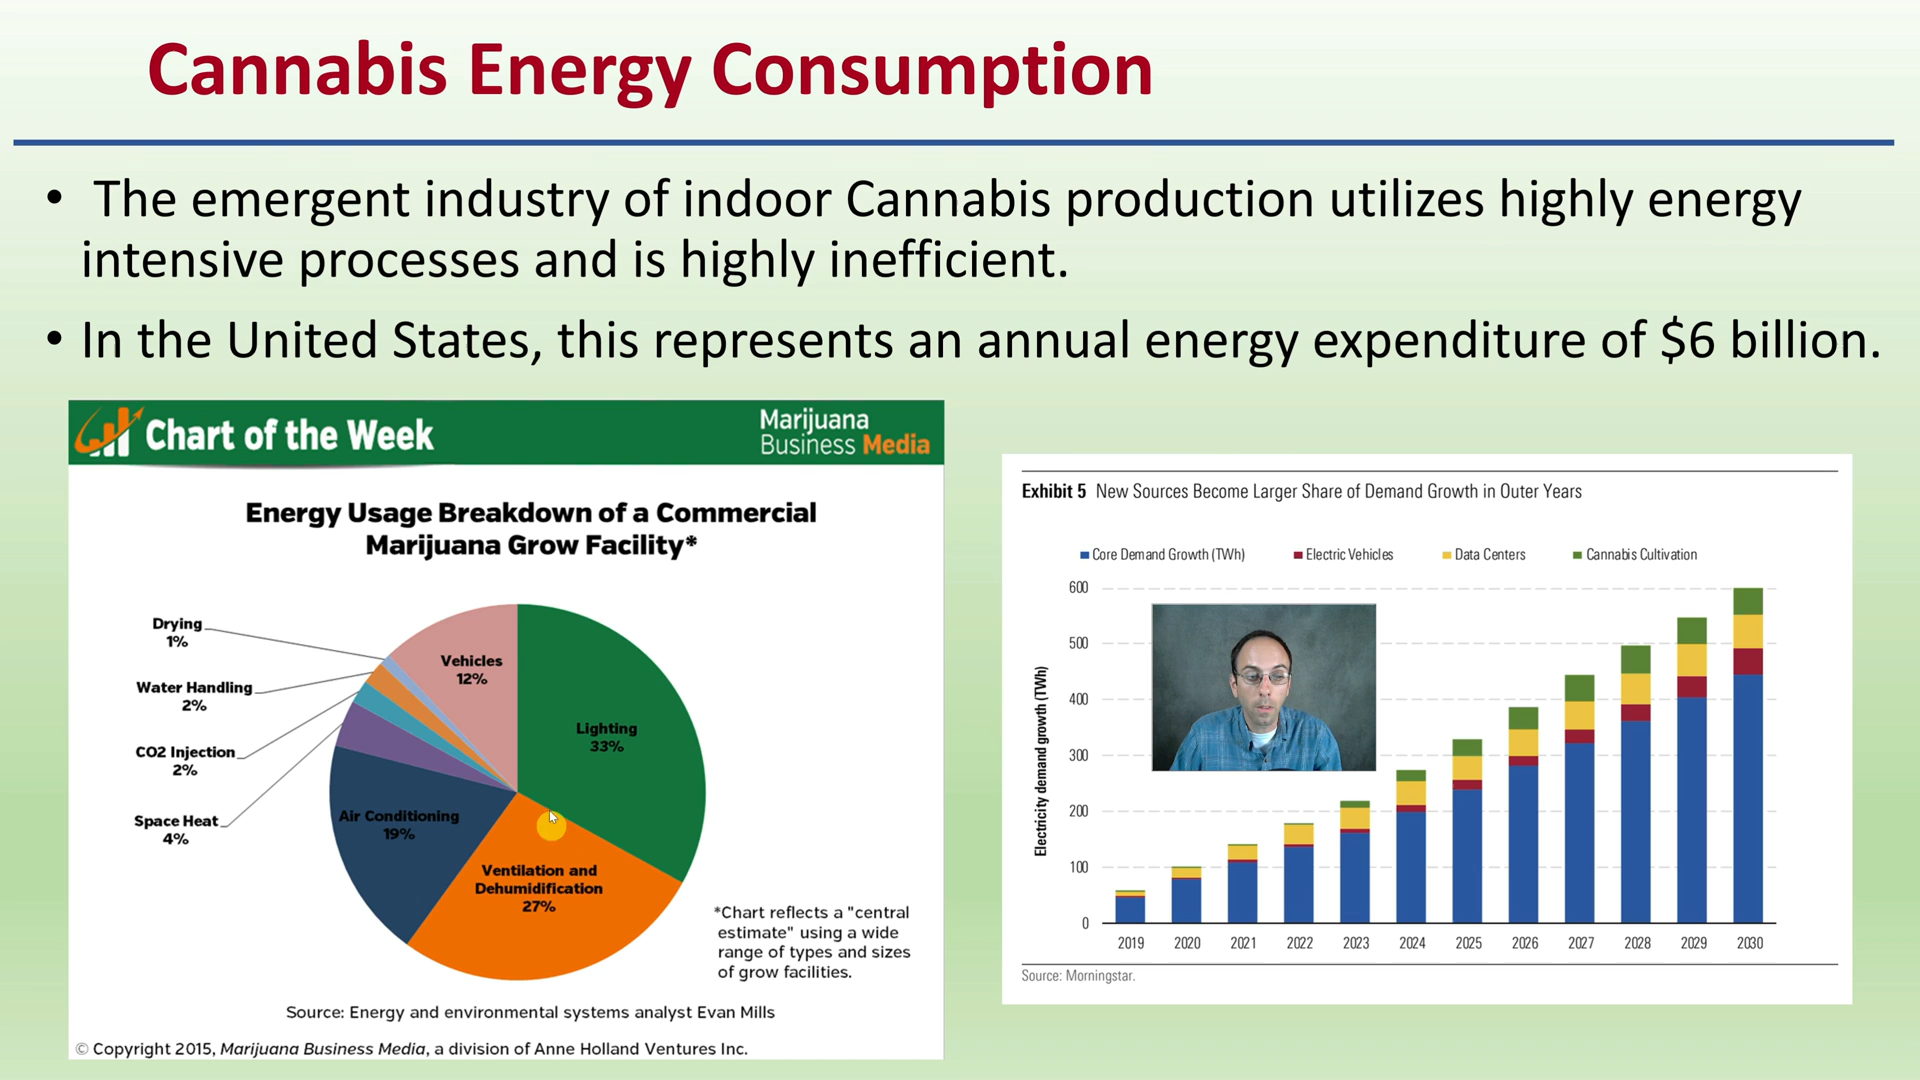 Cannabis Energy Consumption
• The emergent industry of indoor Cannabis production utilizes highly energy
intensive processes and is highly inefficient.
• In the United States, this represents an annual energy expenditure of $6 billion.
Chart of the Week
Marijuana
Business Media
Energy Usage Breakdown of a Commercial
Marijuana Grow Facility*
Drying
1%
Water Handling
2%
CO2 Injection
2%
Space Heat
4%
Vehicles
12%
Lighting
33%
Air Conditioning
19%
Ventilation and
Dehumidification
27%
*Chart reflects a "central
estimate" using a wide
range of types and sizes
of grow facilities.
Source: Energy and environmental systems analyst Evan Mills
© Copyright 2015, Marijuana Business Media, a division of Anne Holland Ventures Inc.
Exhibit 5 New Sources Become Larger Share of Demand Growth in Outer Years
Core Demand Growth (TWh) Electric Vehicles Data Centers Cannabis Cultivation
Electricity demand growth (TWh)
600
500
400
300
200
100
0
2019 2020 2021 2022 2023 2024 2025 2026 2027 2028 2029 2030
Source: Morningstar.